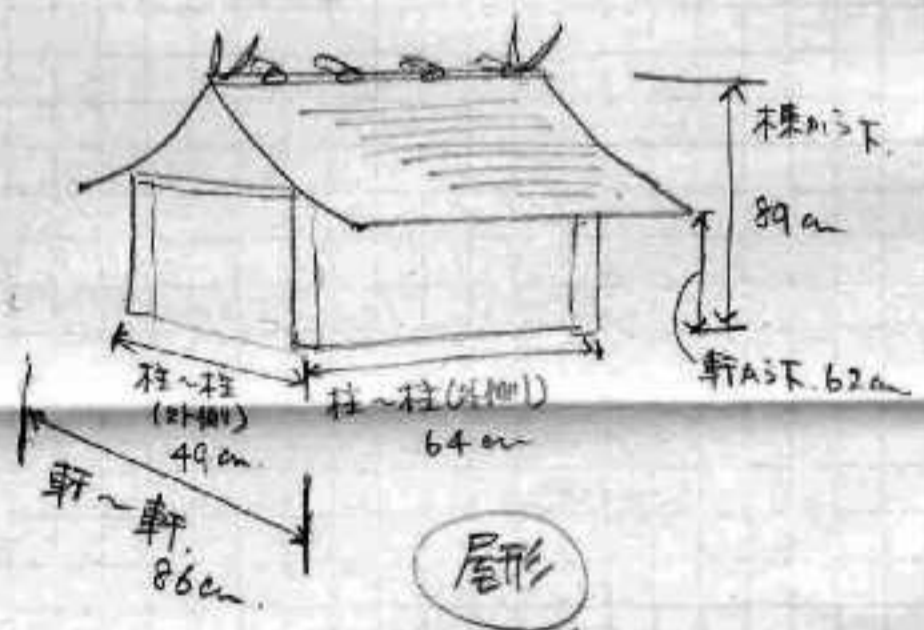 棟から下
89cm
軒から下.62cm
柱〜柱
(外側)
49cm.
柱〜柱(外側)
64cm
軒〜軒.
86cm.
尾形